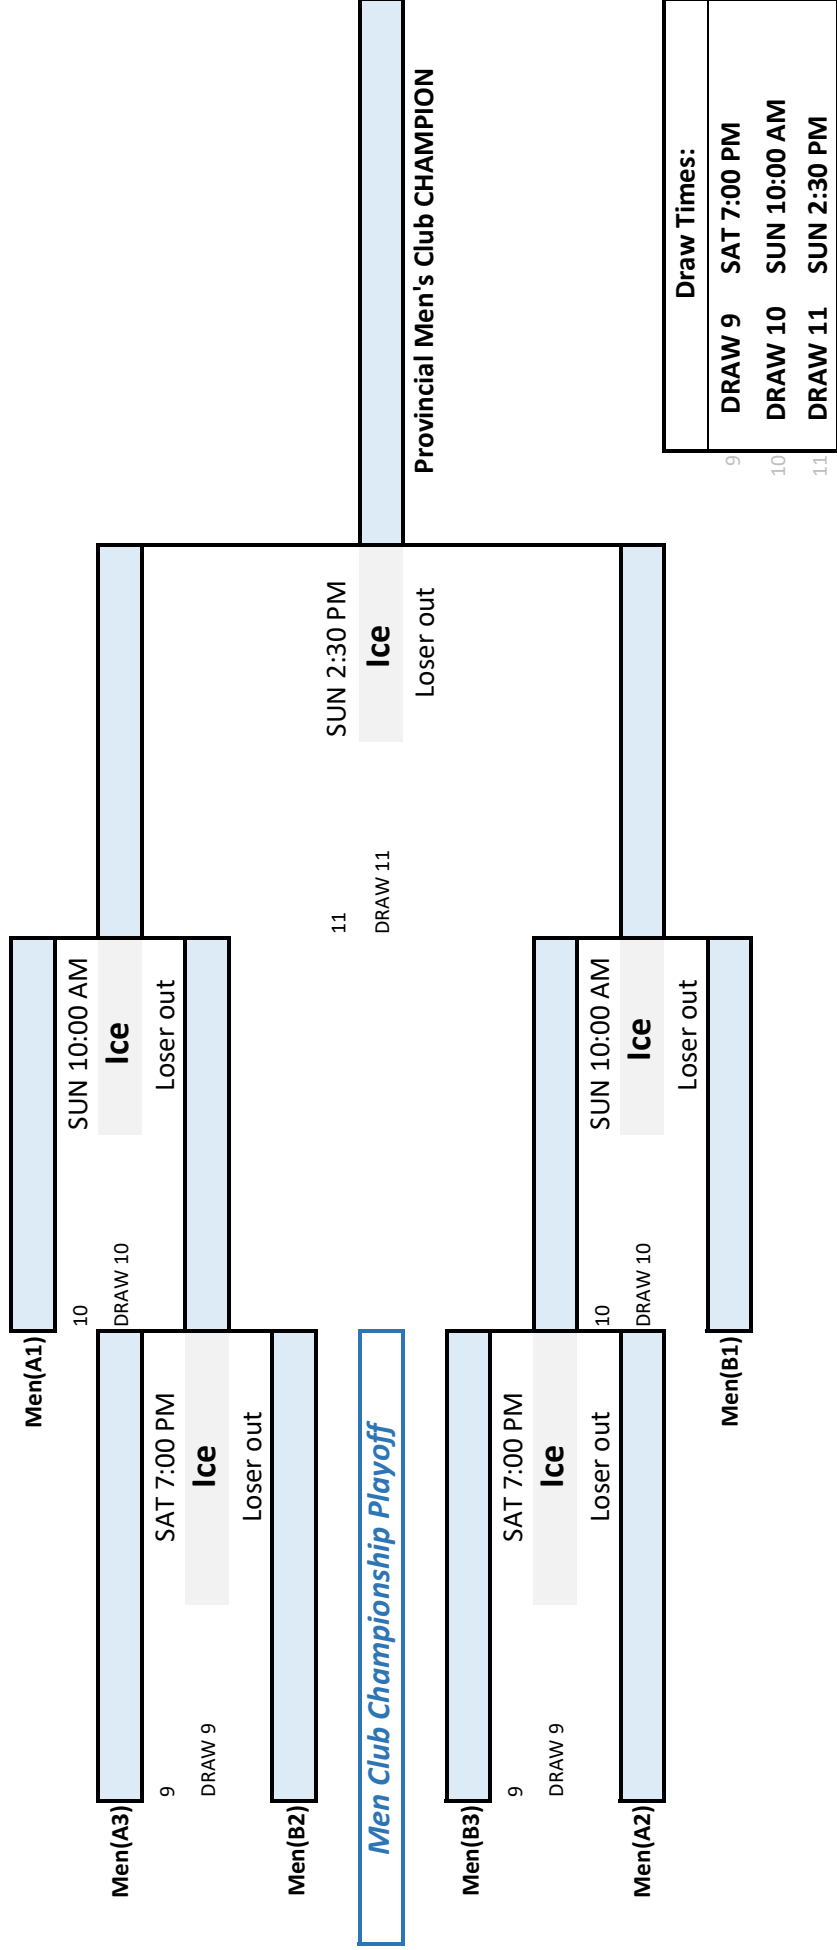 Men(A1)
SUN 10:00 AM
10
Men(A3)
DRAW 10
Ice
SAT 7:00 PM
9
Loser out
DRAW 9
Ice
Loser out
Men(B2)
SUN 2:30 PM
11
Men Club Championship Playoff
DRAW 11
Ice
Provincial Men's Club CHAMPION
Loser out
Men(B3)
SAT 7:00 PM
9
DRAW 9
Ice
SUN 10:00 AM
10
Loser out
Men(A2)
DRAW 10
Ice
Loser out
Men(B1)
Draw Times:
9 DRAW 9 SAT 7:00 PM
10 DRAW 10 SUN 10:00 AM
11 DRAW 11 SUN 2:30 PM